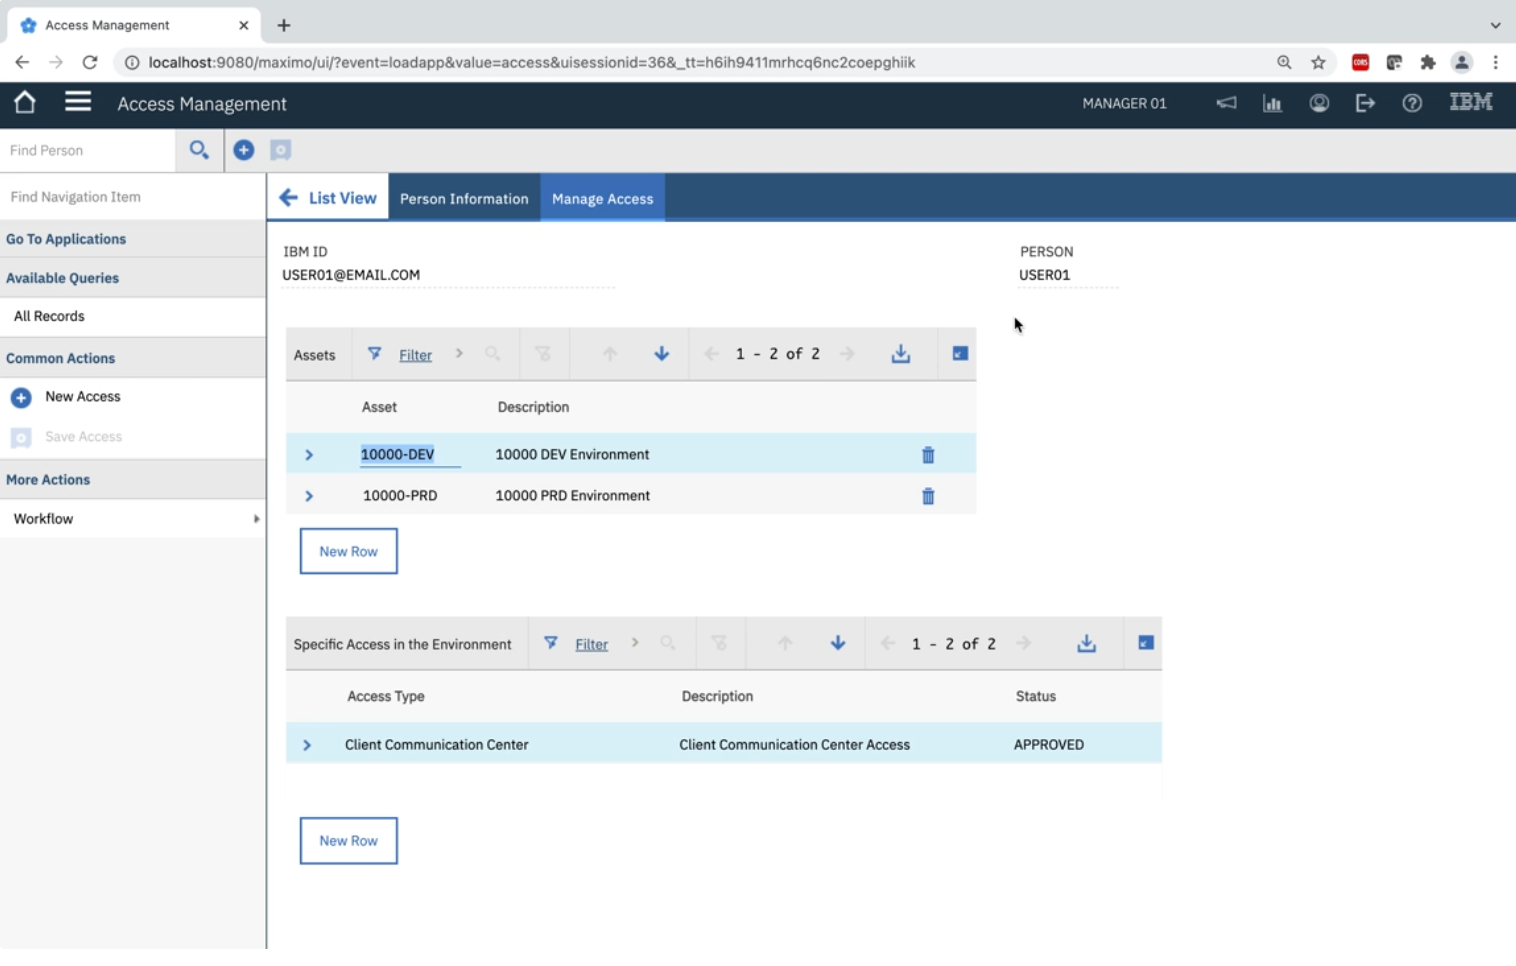 Access Management
localhost:9080/maximo/ui/?event=loadapp&value=access&uisessionid=36&_tt=h6ih9411mrhcq6nc2coepghiik
CORS
Access Management
MANAGER 01
IBM
Find Person
Find Navigation Item
List View
Person Information
Manage Access
Go To Applications
Available Queries
All Records
Common Actions
New Access
Save Access
More Actions
Workflow
IBM ID
USER01@EMAIL.COM
PERSON
USER01
Assets Filter 1 - 2 of 2
Asset Description
10000-DEV 10000 DEV Environment
10000-PRD 10000 PRD Environment
New Row
Specific Access in the Environment Filter 1 - 2 of 2
Access Type Description Status
Client Communication Center Client Communication Center Access APPROVED
New Row